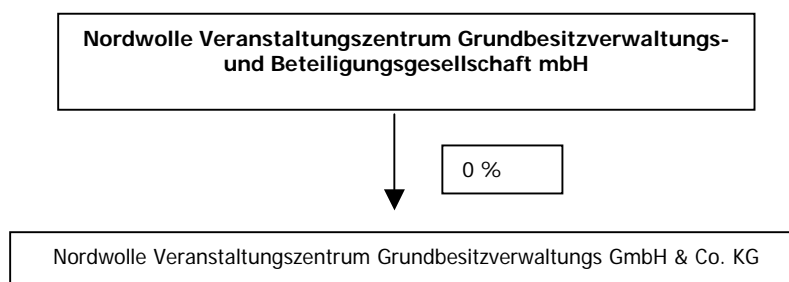 Nordwolle Veranstaltungszentrum Grundbesitzverwaltungs-
und Beteiligungsgesellschaft mbH
0 %
Nordwolle Veranstaltungszentrum Grundbesitzverwaltungs GmbH & Co. KG